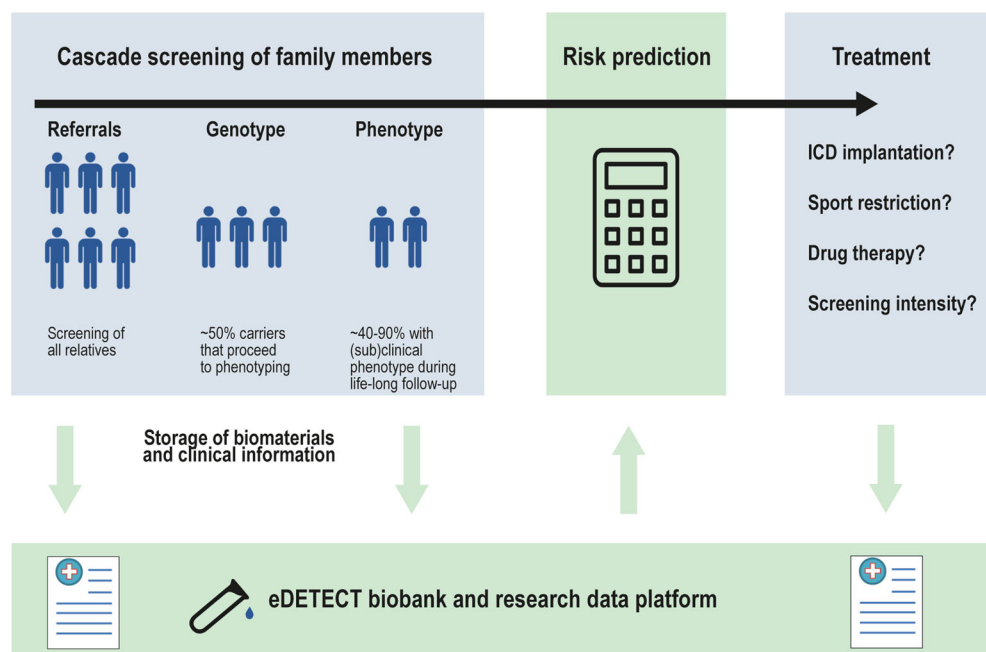 Cascade screening of family members
Risk prediction
Treatment
Referrals
Genotype
Phenotype
Screening of
all relatives
~50% carriers
that proceed
to phenotyping
~40-90% with
(sub)clinical
phenotype during
life-long follow-up
ICD implantation?
Sport restriction?
Drug therapy?
Screening intensity?
Storage of biomaterials
and clinical information
eDETECT biobank and research data platform